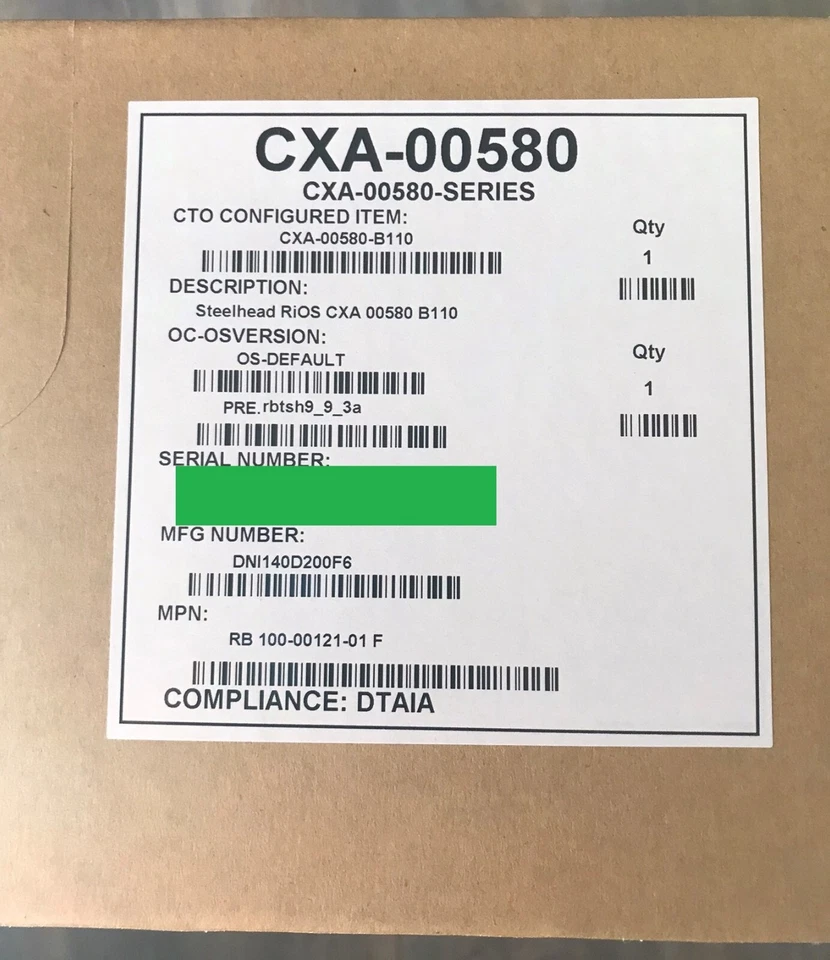 CXA-00580
CXA-00580-SERIES
CTO CONFIGURED ITEM:
Qty
CXA-00580-B110
1
DESCRIPTION:
Steelhead RiOS CXA 00580 B110
OC-OSVERSION:
Qty
OS-DEFAULT
1
PRE.rbtsh9_9_3a
SERIAL NUMBER:
MFG NUMBER:
DNI140D200F6
MPN:
RB 100-00121-01 F
COMPLIANCE: DTAIA